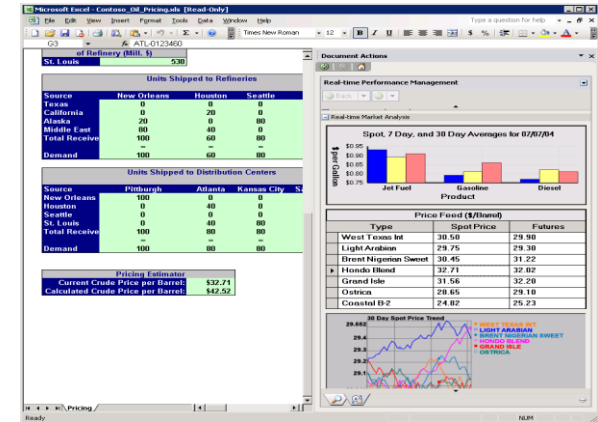 Microsoft Excel - Contoso_Oil_Pricing.xls [Read-Only]
File Edit View Insert Format Tools Data Window Help
Type a question for help
Times New Roman 12 B I U
G3 fx ATL-0123460
of Refinery (Mill. $)
St. Louis 530
Units Shipped to Refineries
Source New Orleans Houston Seattle
Texas 0 0 0
California 0 20 0
Alaska 20 0 80
Middle East 80 40 0
Total Receive 100 60 80
Demand 100 60 80
Units Shipped to Distribution Centers
Source Pittburgh Atlanta Kansas City
New Orleans 100 0 0
Houston 0 40 0
Seattle 0 0 80
St. Louis 0 40 0
Total Receive 100 80 80
Demand 100 80 80
Pricing Estimator
Current Crude Price per Barrel: $32.71
Calculated Crude Price per Barrel: $42.52
Pricing
Ready
NUM
Document Actions
Real-time Performance Management
Back
Real-time Market Analysis
Spot, 7 Day, and 30 Day Averages for 07/07/04
$ per Gallon
$0.95
$0.90
$0.85
$0.80
$0.75
Jet Fuel Gasoline Diesel
Product
Price Feed ($/Barrel)
Type Spot Price Futures
West Texas Int 30.50 29.90
Light Arabian 29.75 29.30
Brent Nigerian Sweet 30.45 31.22
Hondo Blend 32.71 32.02
Grand Isle 31.56 32.20
Ostrica 28.65 29.10
Coastal B-2 24.82 25.23
30 Day Spot Price Trend
29.4
29.3
29.2
29.1
WEST TEXAS INT
LIGHT ARABIAN
BRENT NIGERIAN SWEET
HONDO BLEND
GRAND ISLE
OSTRICA